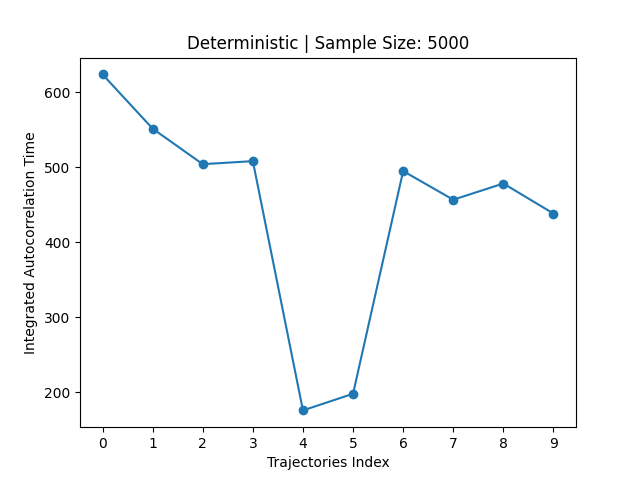 Deterministic | Sample Size: 5000
Integrated Autocorrelation Time
600
500
400
300
200
0 1 2 3 4 5 6 7 8 9
Trajectories Index